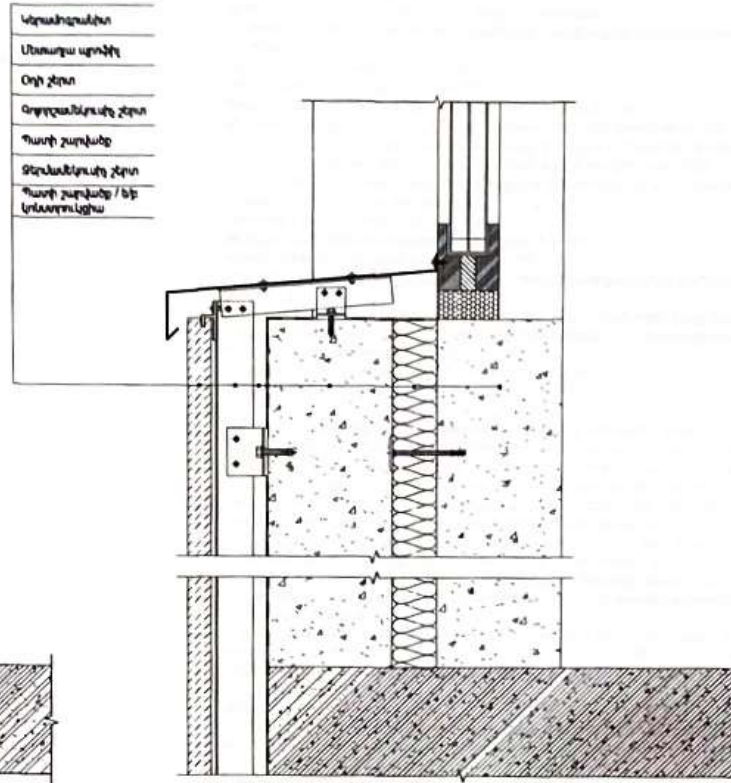 Կերամոգրանիտ
Մետաղյա պրոֆիլ
Օդի շերտ
Գոլորշամեկուսիչ շերտ
Պատի շարվածք
Ջերմամեկուսիչ շերտ
Պատի շարվածք / ե/բ
կոնստրուկցիա